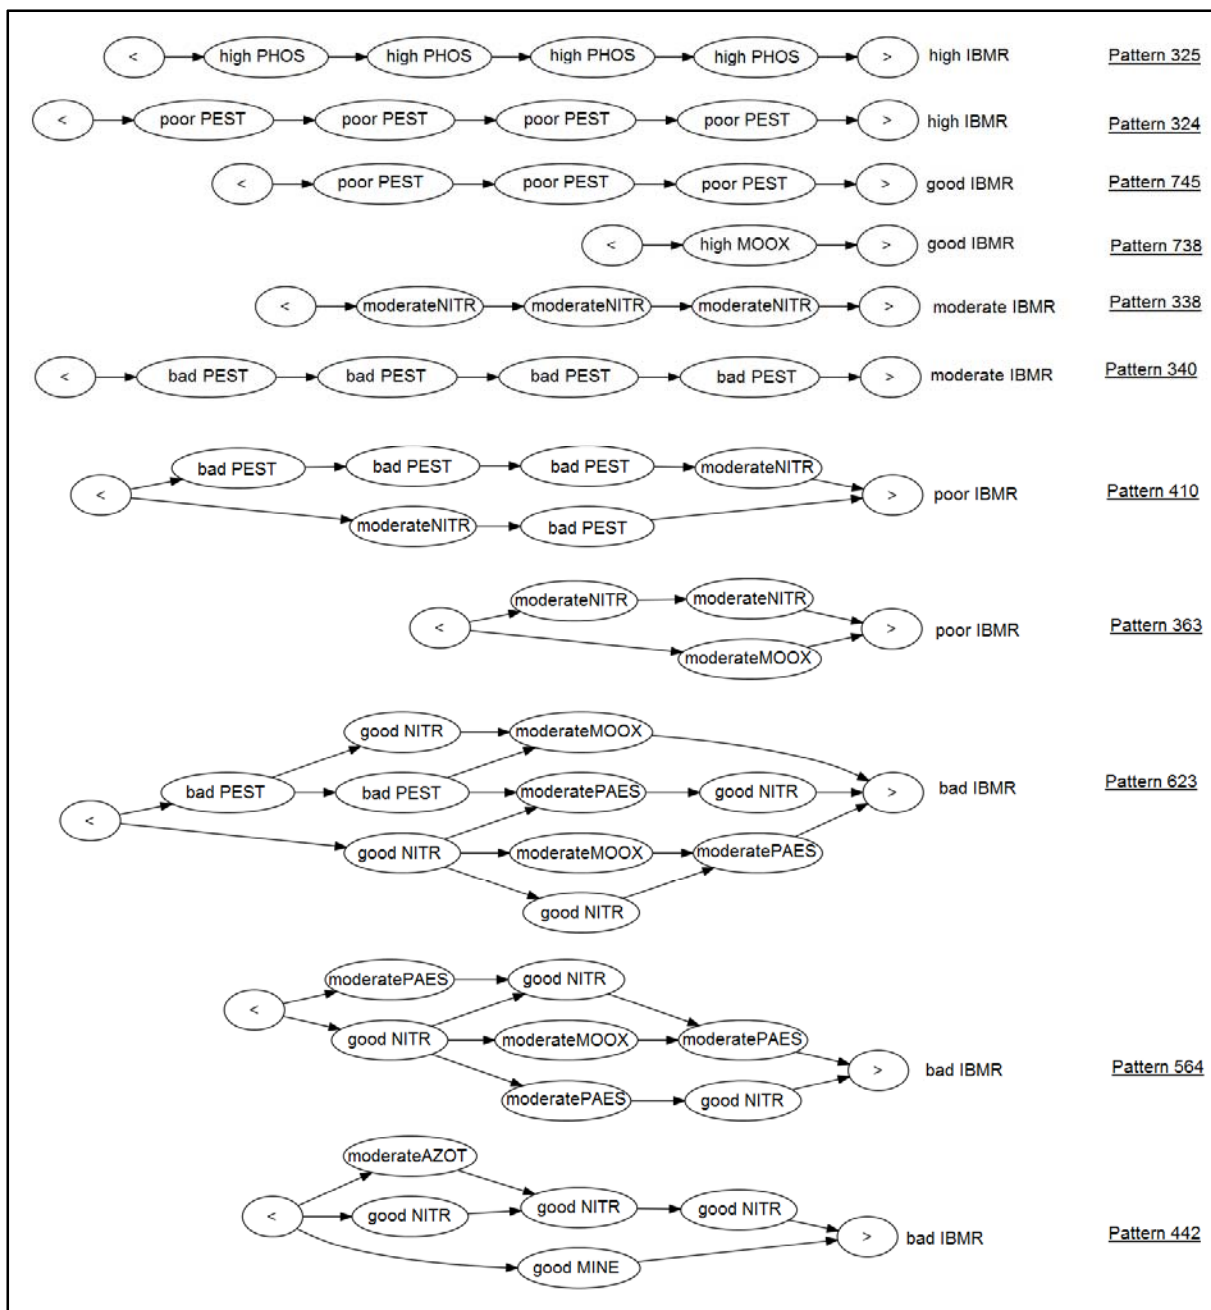 < high PHOS high PHOS high PHOS high PHOS > high IBMR Pattern 325
< poor PEST poor PEST poor PEST poor PEST > high IBMR Pattern 324
< poor PEST poor PEST poor PEST > good IBMR Pattern 745
< high MOOX > good IBMR Pattern 738
< moderateNITR moderateNITR moderateNITR > moderate IBMR Pattern 338
< bad PEST bad PEST bad PEST bad PEST > moderate IBMR Pattern 340
bad PEST bad PEST bad PEST moderateNITR
< > poor IBMR Pattern 410
moderateNITR bad PEST
moderateNITR moderateNITR
< > poor IBMR Pattern 363
moderateMOOX
good NITR moderateMOOX
bad PEST bad PEST moderatePAES good NITR > bad IBMR Pattern 623
<
good NITR moderateMOOX moderatePAES
good NITR
moderatePAES good NITR
<
good NITR moderateMOOX moderatePAES
> bad IBMR Pattern 564
moderatePAES good NITR
moderateAZOT
< good NITR good NITR good NITR
> bad IBMR Pattern 442
good MINE